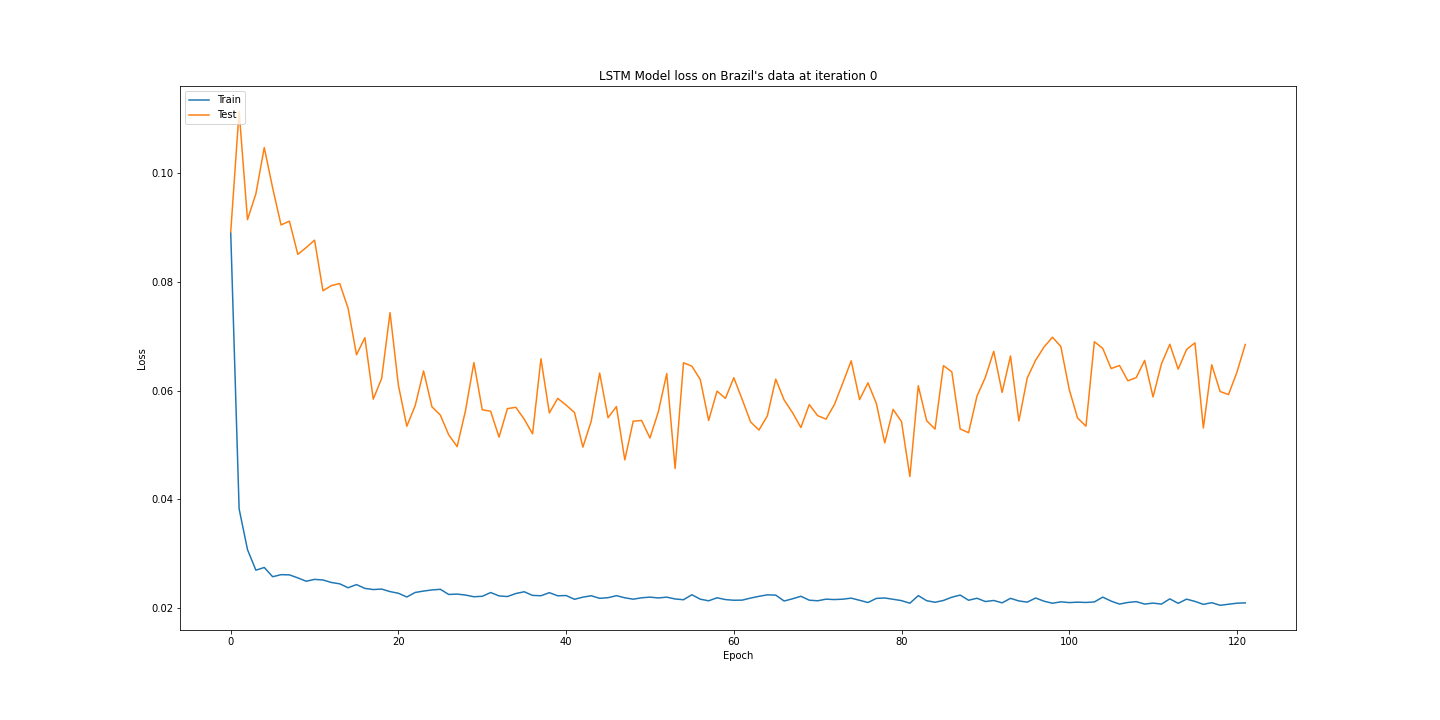 LSTM Model loss on Brazil's data at iteration 0
Train
Test
Loss
0.10
0.08
0.06
0.04
0.02
0 20 40 60 80 100 120
Epoch